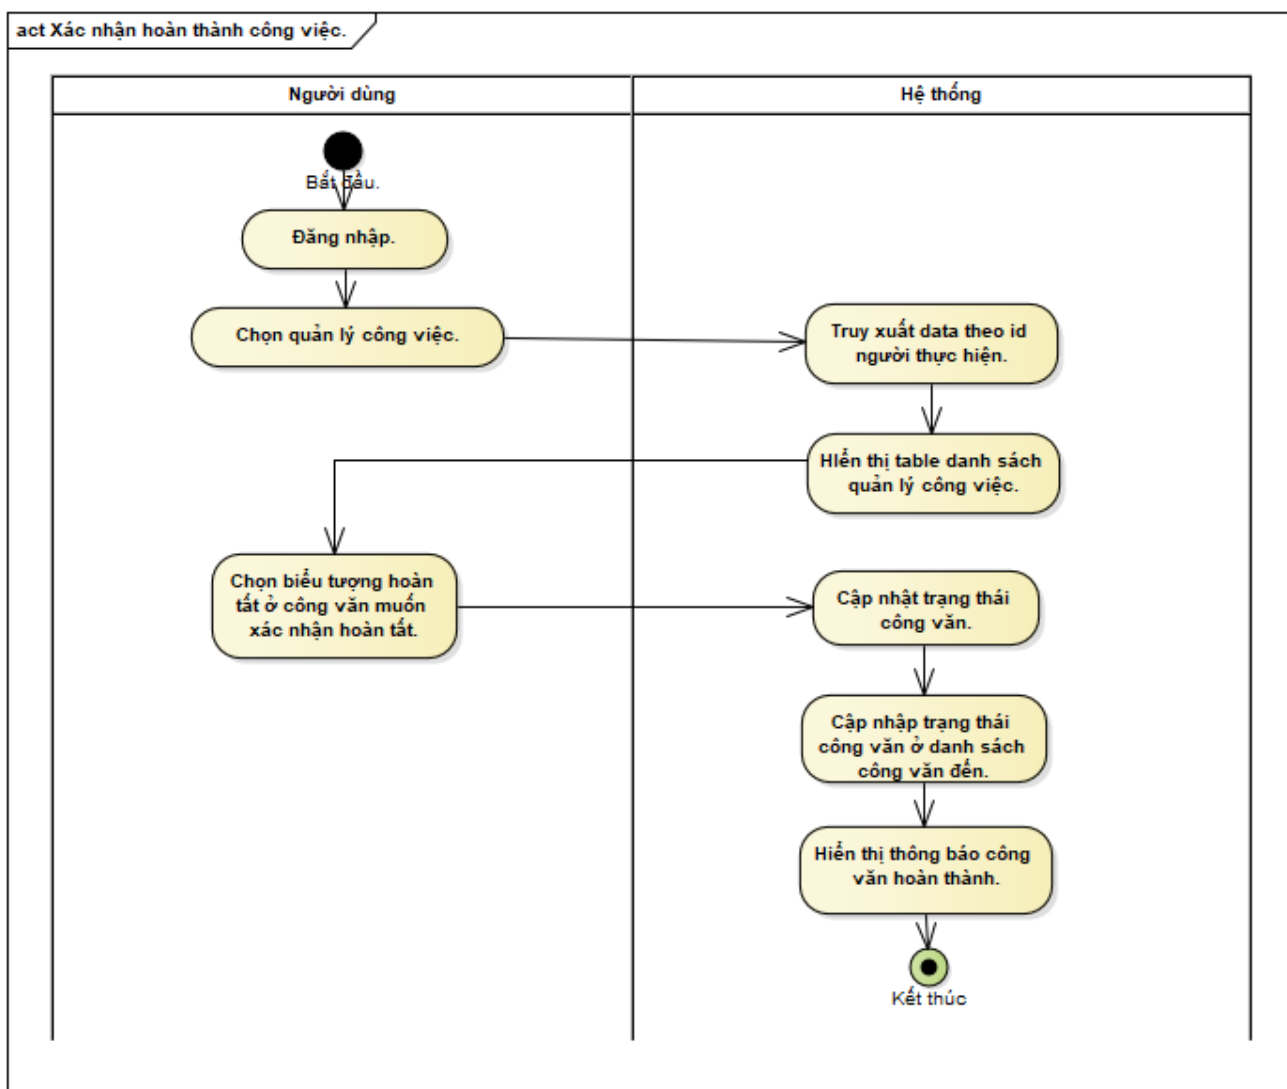 act Xác nhận hoàn thành công việc.
Người dùng
Hệ thống
Bắt đầu.
Đăng nhập.
Chọn quản lý công việc.
Truy xuất data theo id
người thực hiện.
HIển thị table danh sách
quản lý công việc.
Chọn biểu tượng hoàn
tất ở công văn muốn
xác nhận hoàn tất.
Cập nhật trạng thái
công văn.
Cập nhập trạng thái
công văn ở danh sách
công văn đến.
Hiển thị thông báo công
văn hoàn thành.
Kết thúc